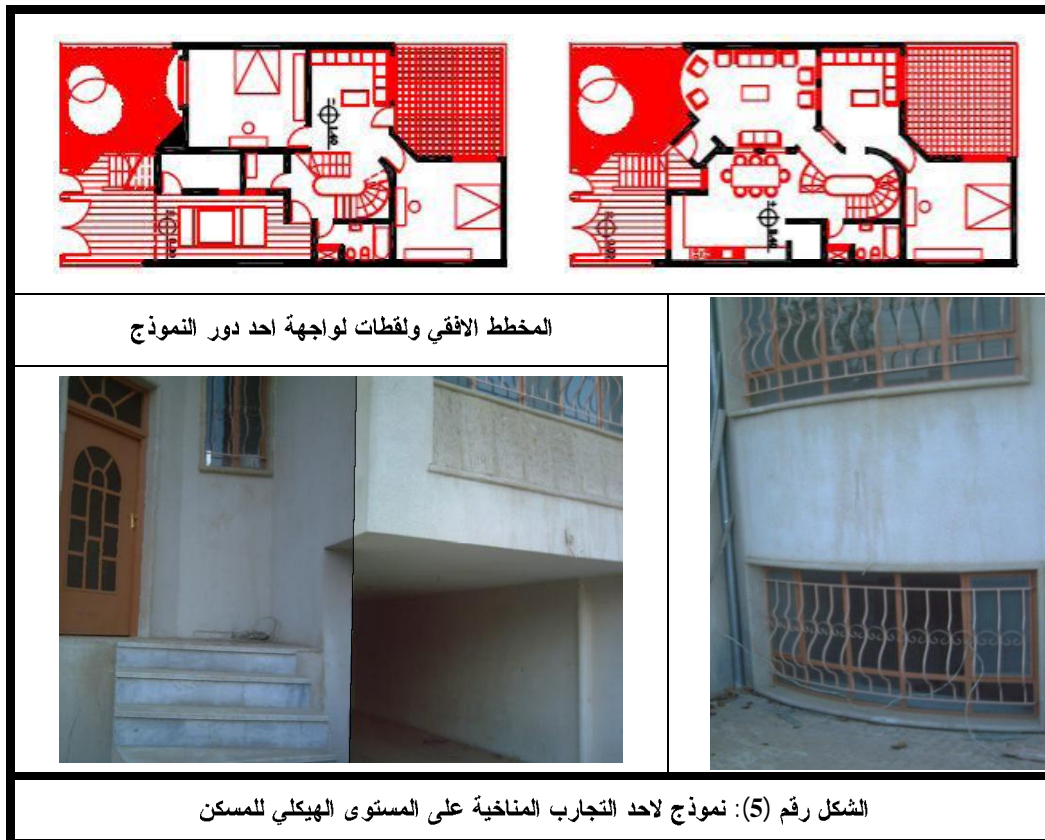 المخطط الافقي ولقطات لواجهة احد دور النموذج
الشكل رقم (5): نموذج لاحد التجارب المناخية على المستوى الهيكلي للمسكن